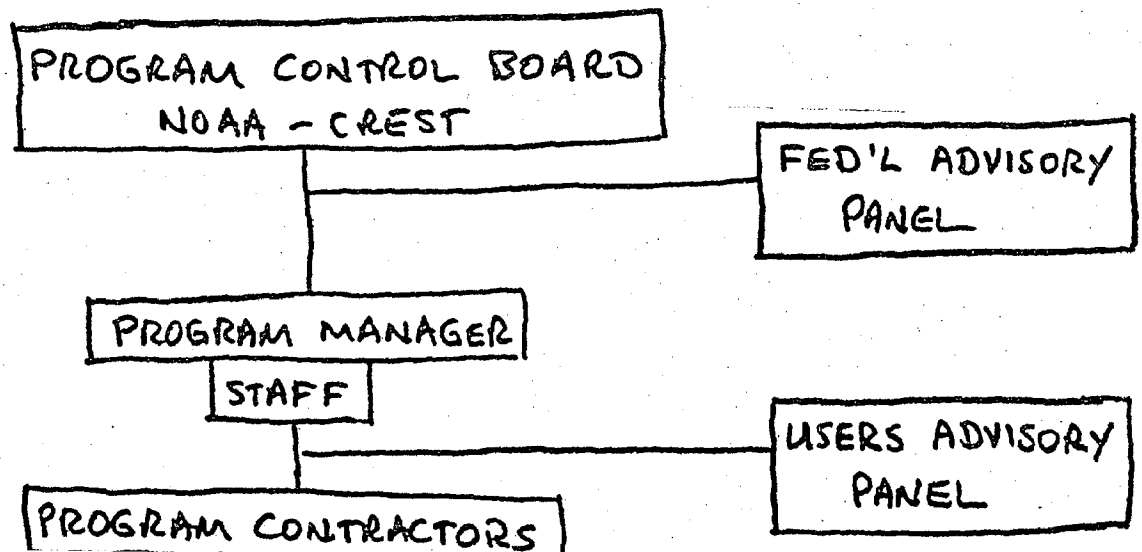 PROGRAM CONTROL BOARD
NOAA - CREST
FED'L ADVISORY
PANEL
PROGRAM MANAGER
STAFF
USERS ADVISORY
PANEL
PROGRAM CONTRACTORS